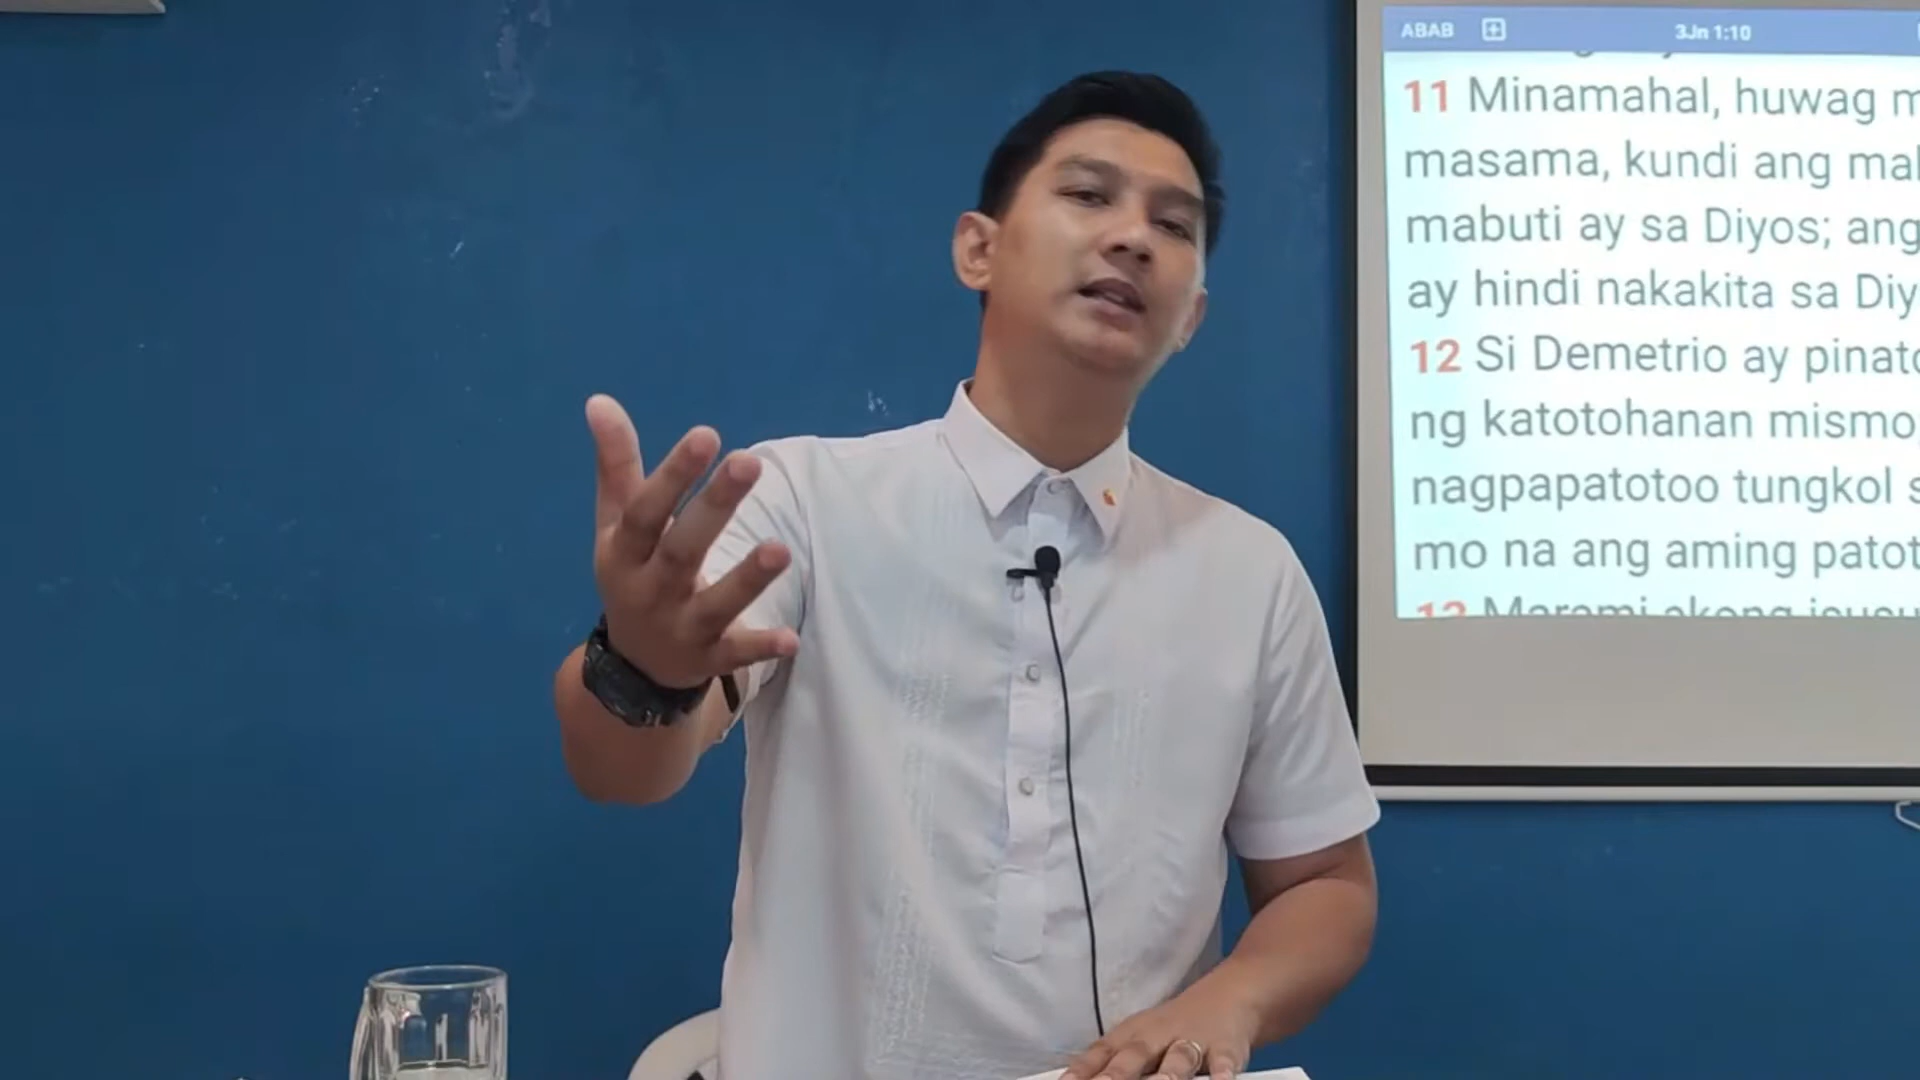 ABAB 3Jn 1:10
11 Minamahal, huwag
masama, kundi ang
mabuti ay sa Diyos; ang
ay hindi nakakita sa
12 Si Demetrio ay
ng katotohanan mismo
nagpapatotoo tungkol
mo na ang aming